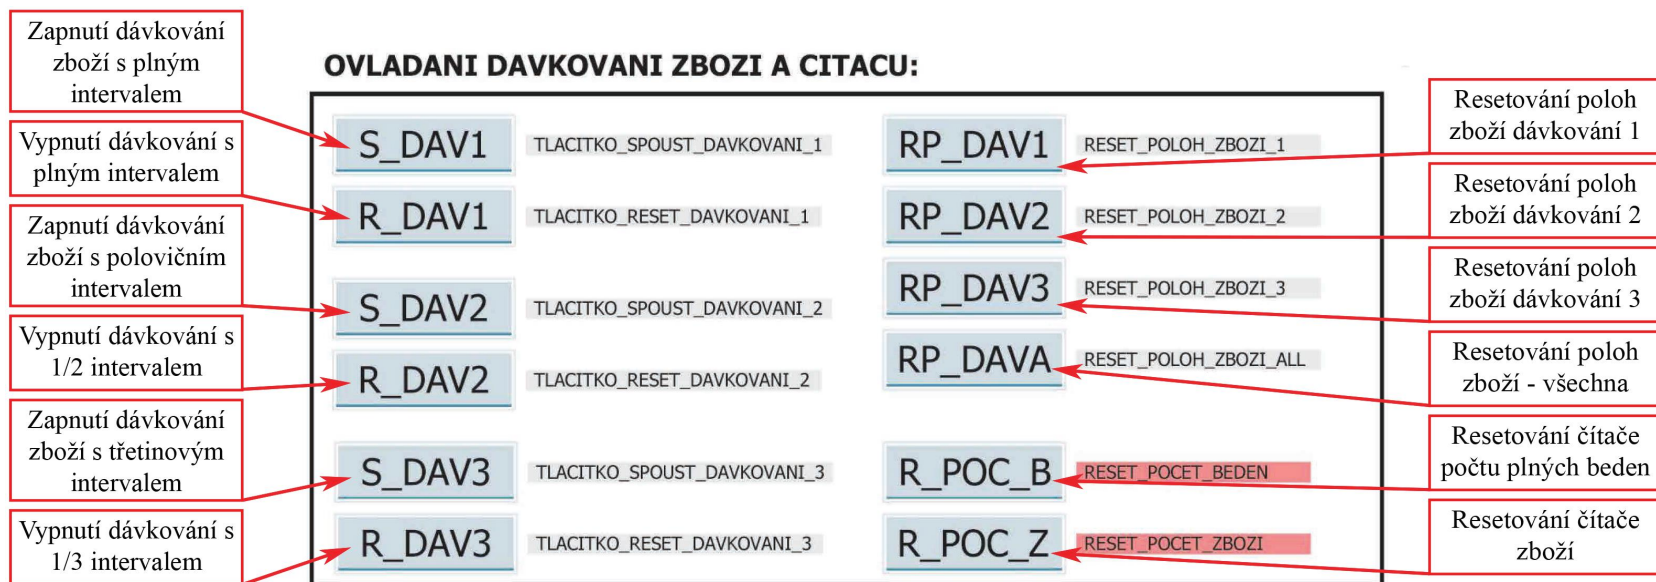 Zapnutí dávkování
zboží s plným
intervalem
Vypnutí dávkování s
plným intervalem
Zapnutí dávkování
zboží s polovičním
intervalem
Vypnutí dávkování s
1/2 intervalem
Zapnutí dávkování
zboží s třetinovým
intervalem
Vypnutí dávkování s
1/3 intervalem
OVLADANI DAVKOVANI ZBOZI A CITACU:
S_DAV1 TLACITKO_SPOUST_DAVKOVANI_1
R_DAV1 TLACITKO_RESET_DAVKOVANI_1
S_DAV2 TLACITKO_SPOUST_DAVKOVANI_2
R_DAV2 TLACITKO_RESET_DAVKOVANI_2
S_DAV3 TLACITKO_SPOUST_DAVKOVANI_3
R_DAV3 TLACITKO_RESET_DAVKOVANI_3
RP_DAV1 RESET_POLOH_ZBOZI_1
RP_DAV2 RESET_POLOH_ZBOZI_2
RP_DAV3 RESET_POLOH_ZBOZI_3
RP_DAVA RESET_POLOH_ZBOZI_ALL
R_POC_B RESET_POCET_BEDEN
R_POC_Z RESET_POCET_ZBOZI
Resetování poloh
zboží dávkování 1
Resetování poloh
zboží dávkování 2
Resetování poloh
zboží dávkování 3
Resetování poloh
zboží - všechna
Resetování čítače
počtu plných beden
Resetování čítače
zboží